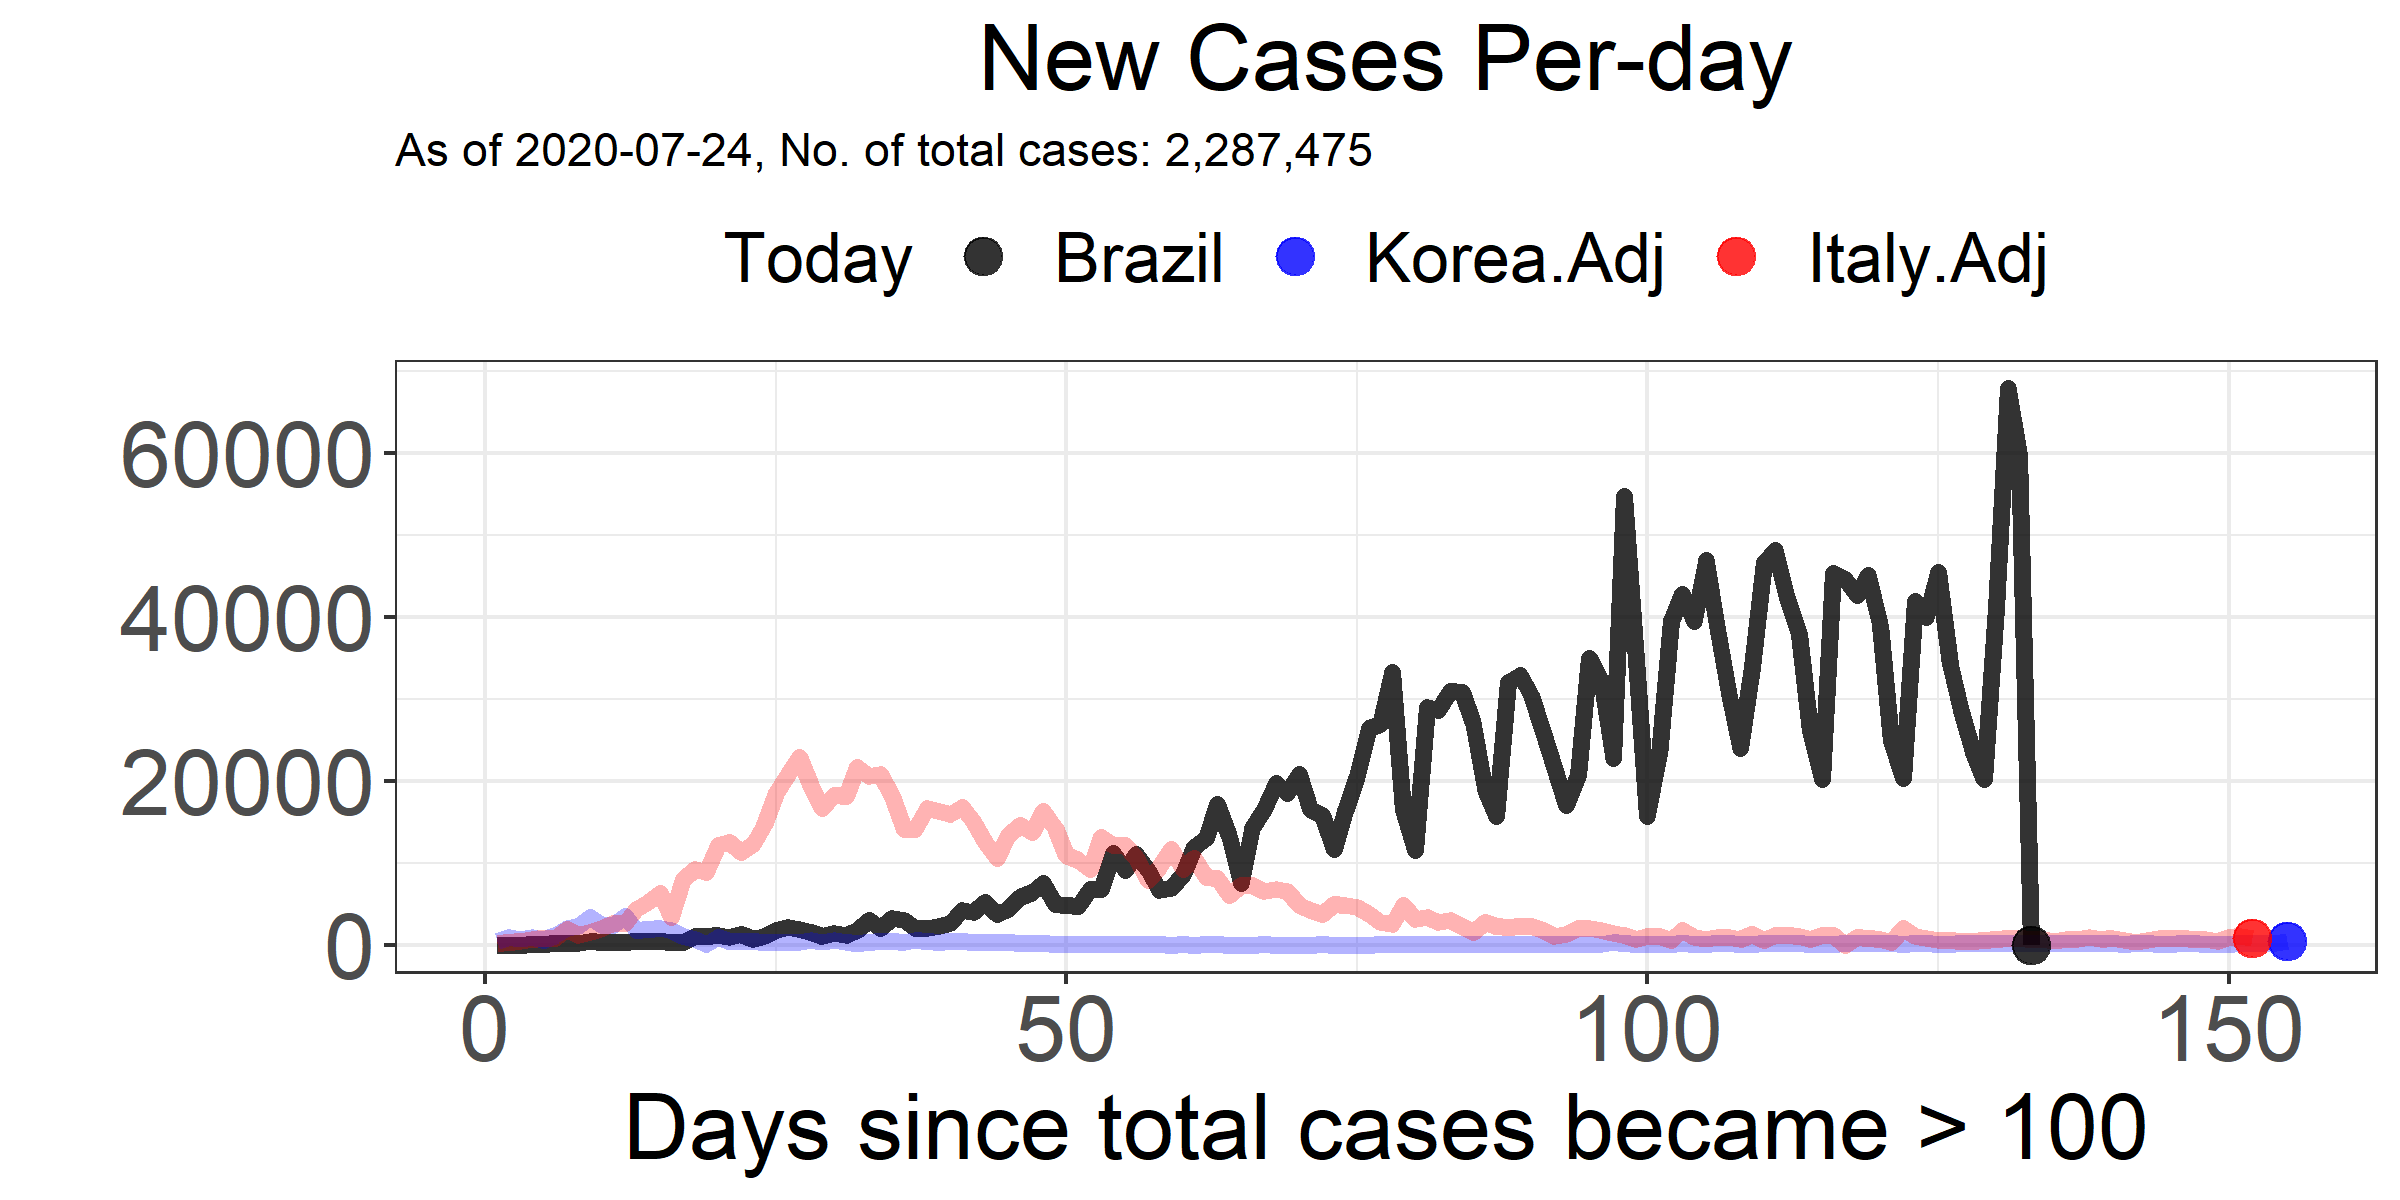 New Cases Per-day
As of 2020-07-24, No. of total cases: 2,287,475
Today Brazil Korea.Adj Italy.Adj
60000
40000
20000
0
0 50 100 150
Days since total cases became > 100